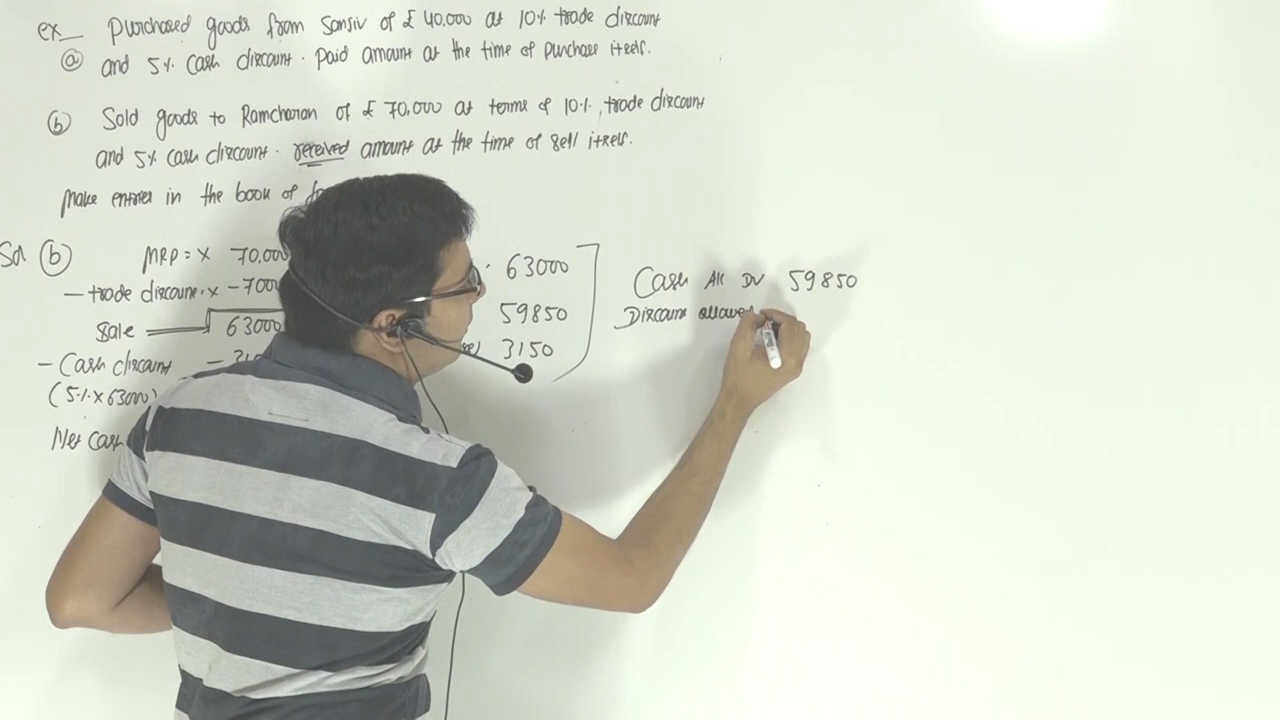 ex Purchased goods from Sansiv of £ 40,000 at 10% trade discount
(a) and 5% cash discount. Paid amount at the time of purchase itself.
(b) Sold goods to Ramcharan of £ 70,000 at terms of 10% trade discount
and 5% cash discount. received amount at the time of sell itself.
Make entries in the book of
Sol (b) MRP = x 70,000
- trade discount. x -7000
Sale 63000
- Cash discount -
(5% x 63000)
Net Cash
63000
59850
3150
Cash A/c Dr 59850
Discount allowed